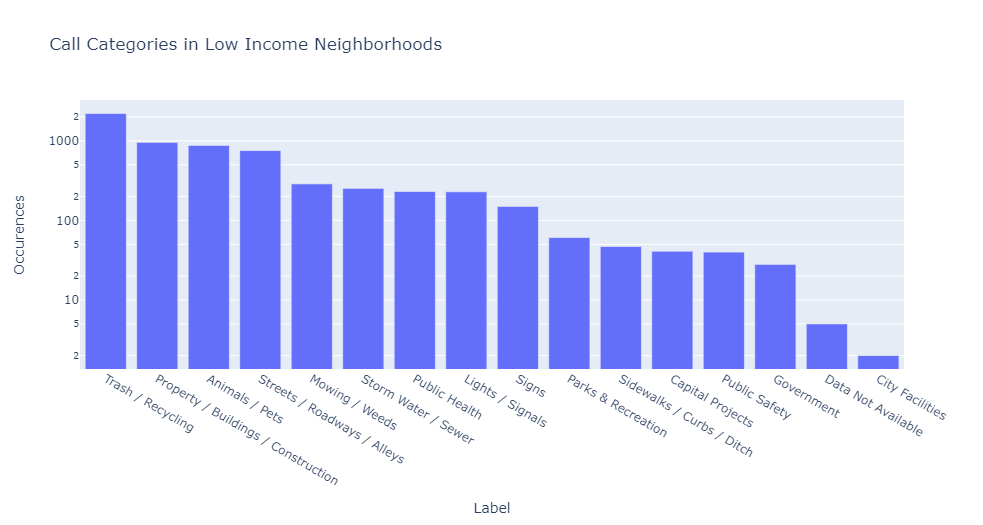 Call Categories in Low Income Neighborhoods
Occurences
2
1000
5
2
100
5
2
10
5
2
Trash / Recycling
Property / Buildings / Construction
Animals / Pets
Streets / Roadways / Alleys
Mowing / Weeds
Storm Water / Sewer
Public Health
Lights / Signals
Signs
Parks & Recreation
Sidewalks / Curbs / Ditch
Capital Projects
Public Safety
Government
Data Not Available
City Facilities
Label